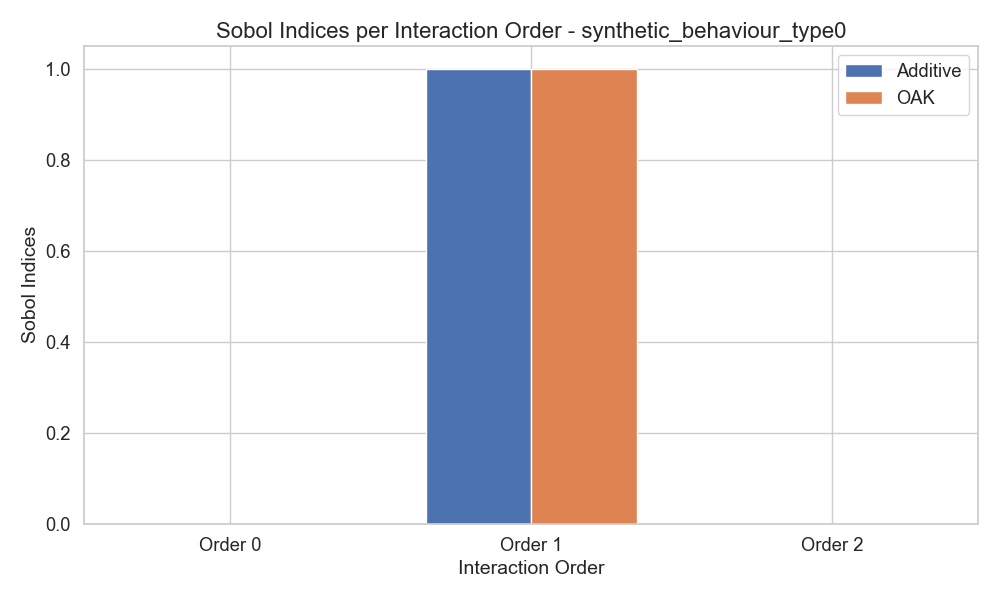 Sobol Indices per Interaction Order - synthetic_behaviour_type0
Additive
OAK
Sobol Indices
1.0
0.8
0.6
0.4
0.2
0.0
Order 0
Order 1
Order 2
Interaction Order